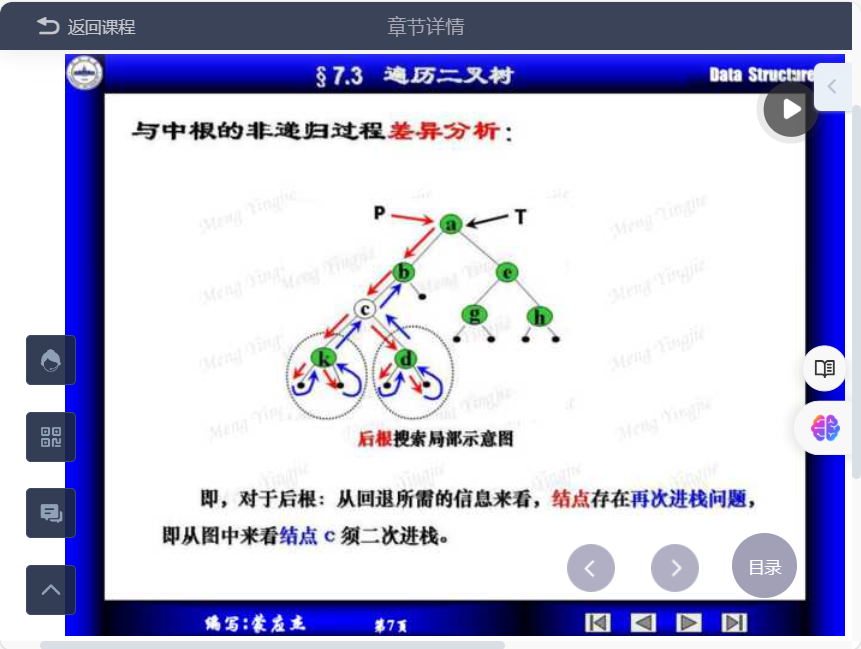 返回课程
章节详情
§7.3 遍历二叉树
Data Structure
与中根的非递归过程差异分析：
Meng Yingjie
P
T
a
b
e
c
g
h
k
d
后根搜索局部示意图
即，对于后根：从回退所需的信息来看，结点存在再次进栈问题，
即从图中来看结点 c 须二次进栈。
目录
编写:蒙应杰
第7页